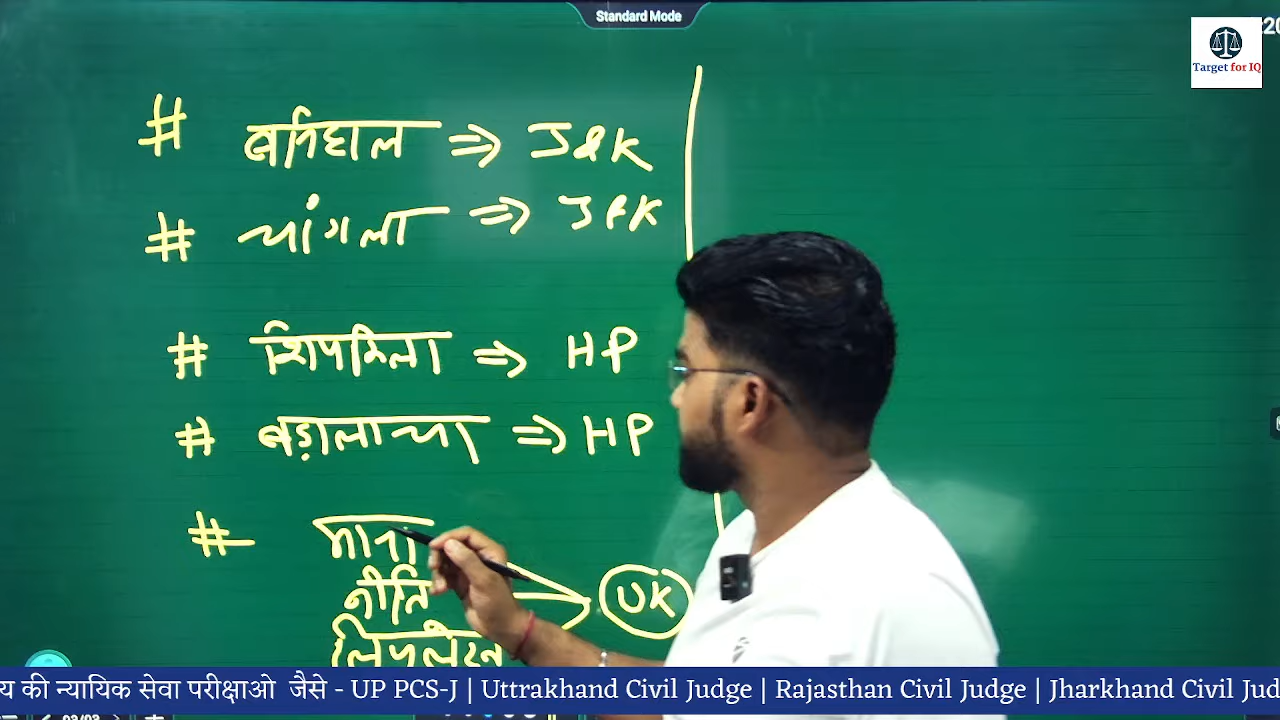 Standard Mode
Target for IQ
# बनिहाल ⇒ J&K
# चांगला ⇒ J&K
# शिपकिला ⇒ HP
# बड़ालाचा ⇒ HP
# माना
नीति
UK
य की न्यायिक सेवा परीक्षाओ जैसे - UP PCS-J | Uttrakhand Civil Judge | Rajasthan Civil Judge | Jharkhand Civil Jud